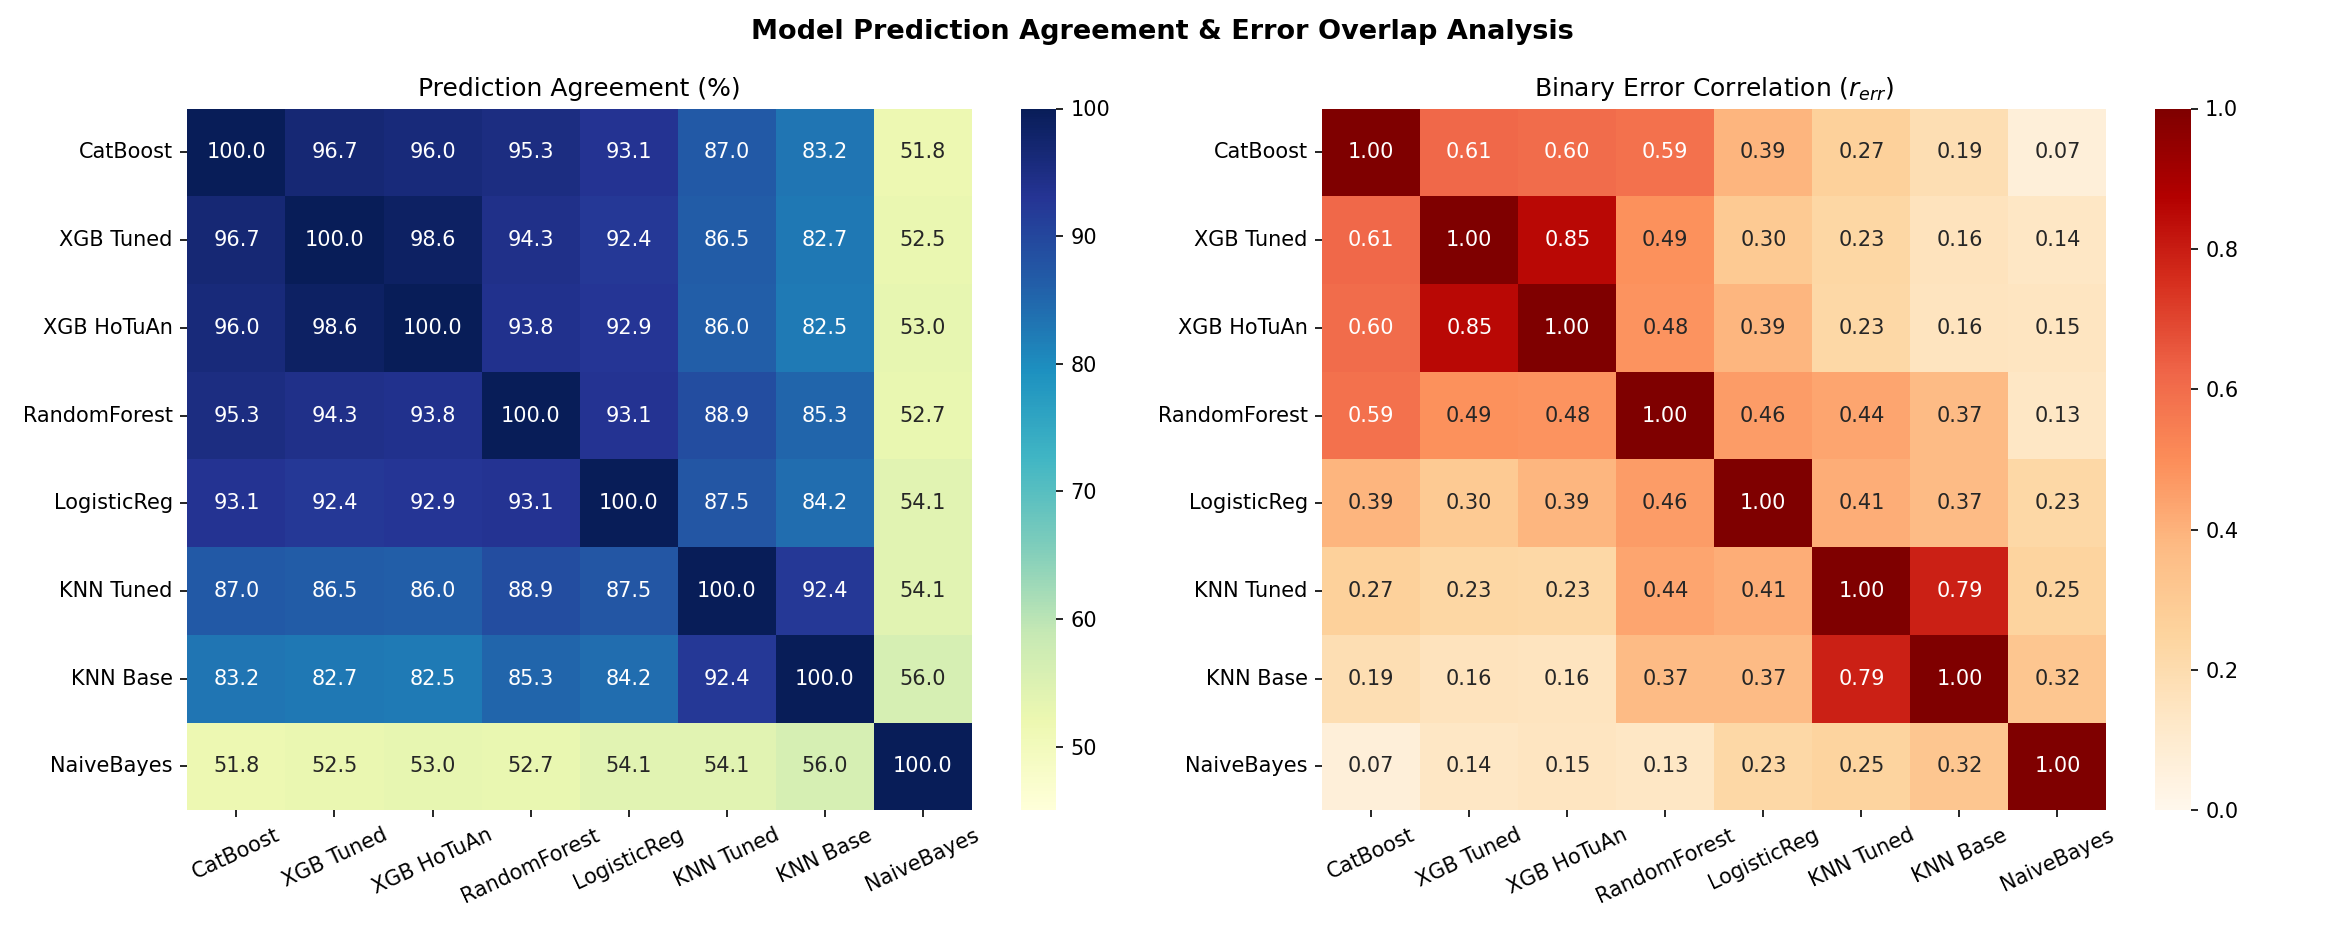 Model Prediction Agreement & Error Overlap Analysis
Prediction Agreement (%)
CatBoost 100.0 96.7 96.0 95.3 93.1 87.0 83.2 51.8
XGB Tuned 96.7 100.0 98.6 94.3 92.4 86.5 82.7 52.5
XGB HoTuAn 96.0 98.6 100.0 93.8 92.9 86.0 82.5 53.0
RandomForest 95.3 94.3 93.8 100.0 93.1 88.9 85.3 52.7
LogisticReg 93.1 92.4 92.9 93.1 100.0 87.5 84.2 54.1
KNN Tuned 87.0 86.5 86.0 88.9 87.5 100.0 92.4 54.1
KNN Base 83.2 82.7 82.5 85.3 84.2 92.4 100.0 56.0
NaiveBayes 51.8 52.5 53.0 52.7 54.1 54.1 56.0 100.0
CatBoost XGB Tuned XGB HoTuAn RandomForest LogisticReg KNN Tuned KNN Base NaiveBayes
100
90
80
70
60
50
Binary Error Correlation (r_err)
CatBoost 1.00 0.61 0.60 0.59 0.39 0.27 0.19 0.07
XGB Tuned 0.61 1.00 0.85 0.49 0.30 0.23 0.16 0.14
XGB HoTuAn 0.60 0.85 1.00 0.48 0.39 0.23 0.16 0.15
RandomForest 0.59 0.49 0.48 1.00 0.46 0.44 0.37 0.13
LogisticReg 0.39 0.30 0.39 0.46 1.00 0.41 0.37 0.23
KNN Tuned 0.27 0.23 0.23 0.44 0.41 1.00 0.79 0.25
KNN Base 0.19 0.16 0.16 0.37 0.37 0.79 1.00 0.32
NaiveBayes 0.07 0.14 0.15 0.13 0.23 0.25 0.32 1.00
CatBoost XGB Tuned XGB HoTuAn RandomForest LogisticReg KNN Tuned KNN Base NaiveBayes
1.0
0.8
0.6
0.4
0.2
0.0